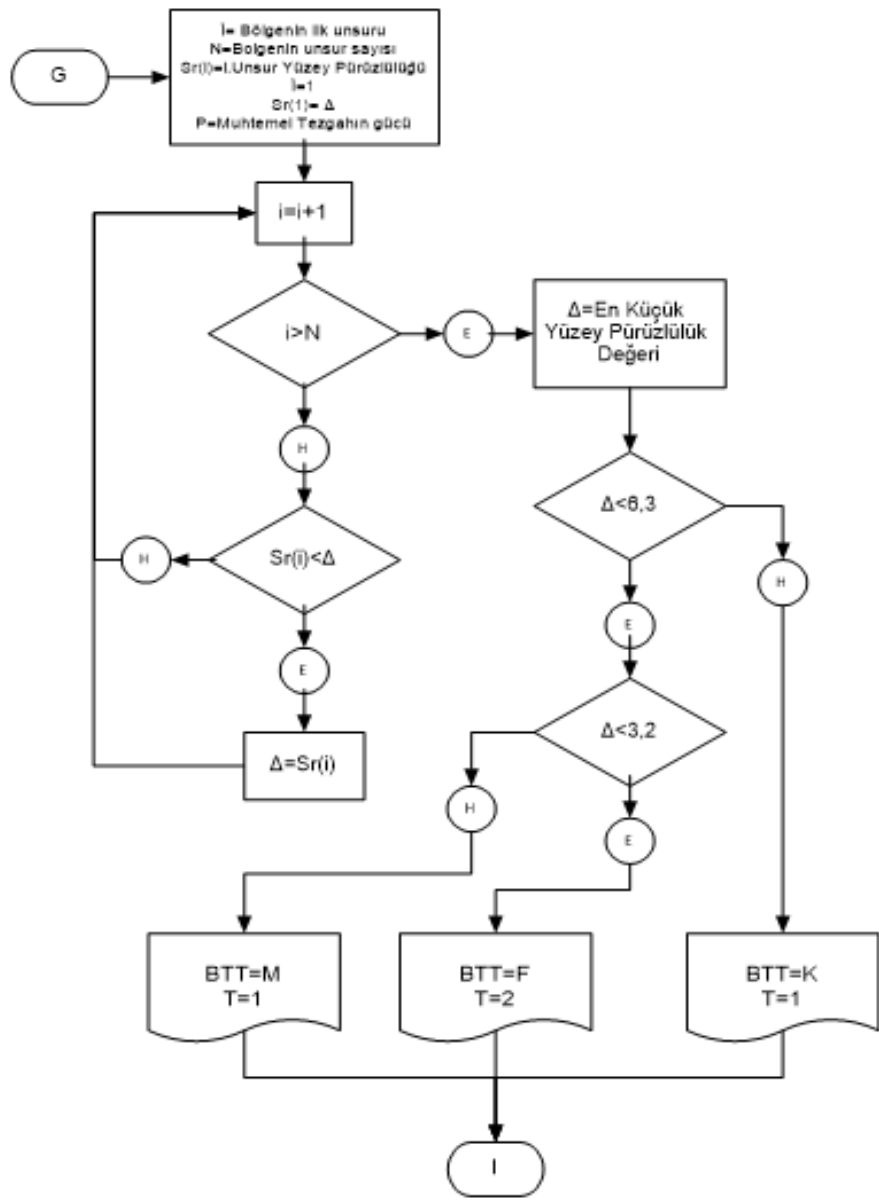 G
İ= Bölgenin ilk unsuru
N=Bolgenin unsur sayısı
Sr(i)=i.Unsur Yüzey Pürüzlülüğü
İ=1
Sr(1)= Δ
P=Muhtemel Tezgahın gücü
i=i+1
i>N
E
Δ=En Küçük
Yüzey Pürüzlülük
Değeri
H
Δ<6,3
Sr(i)<Δ
H
H
E
E
Δ<3,2
Δ=Sr(i)
H
E
BTT=M
T=1
BTT=F
T=2
BTT=K
T=1
I